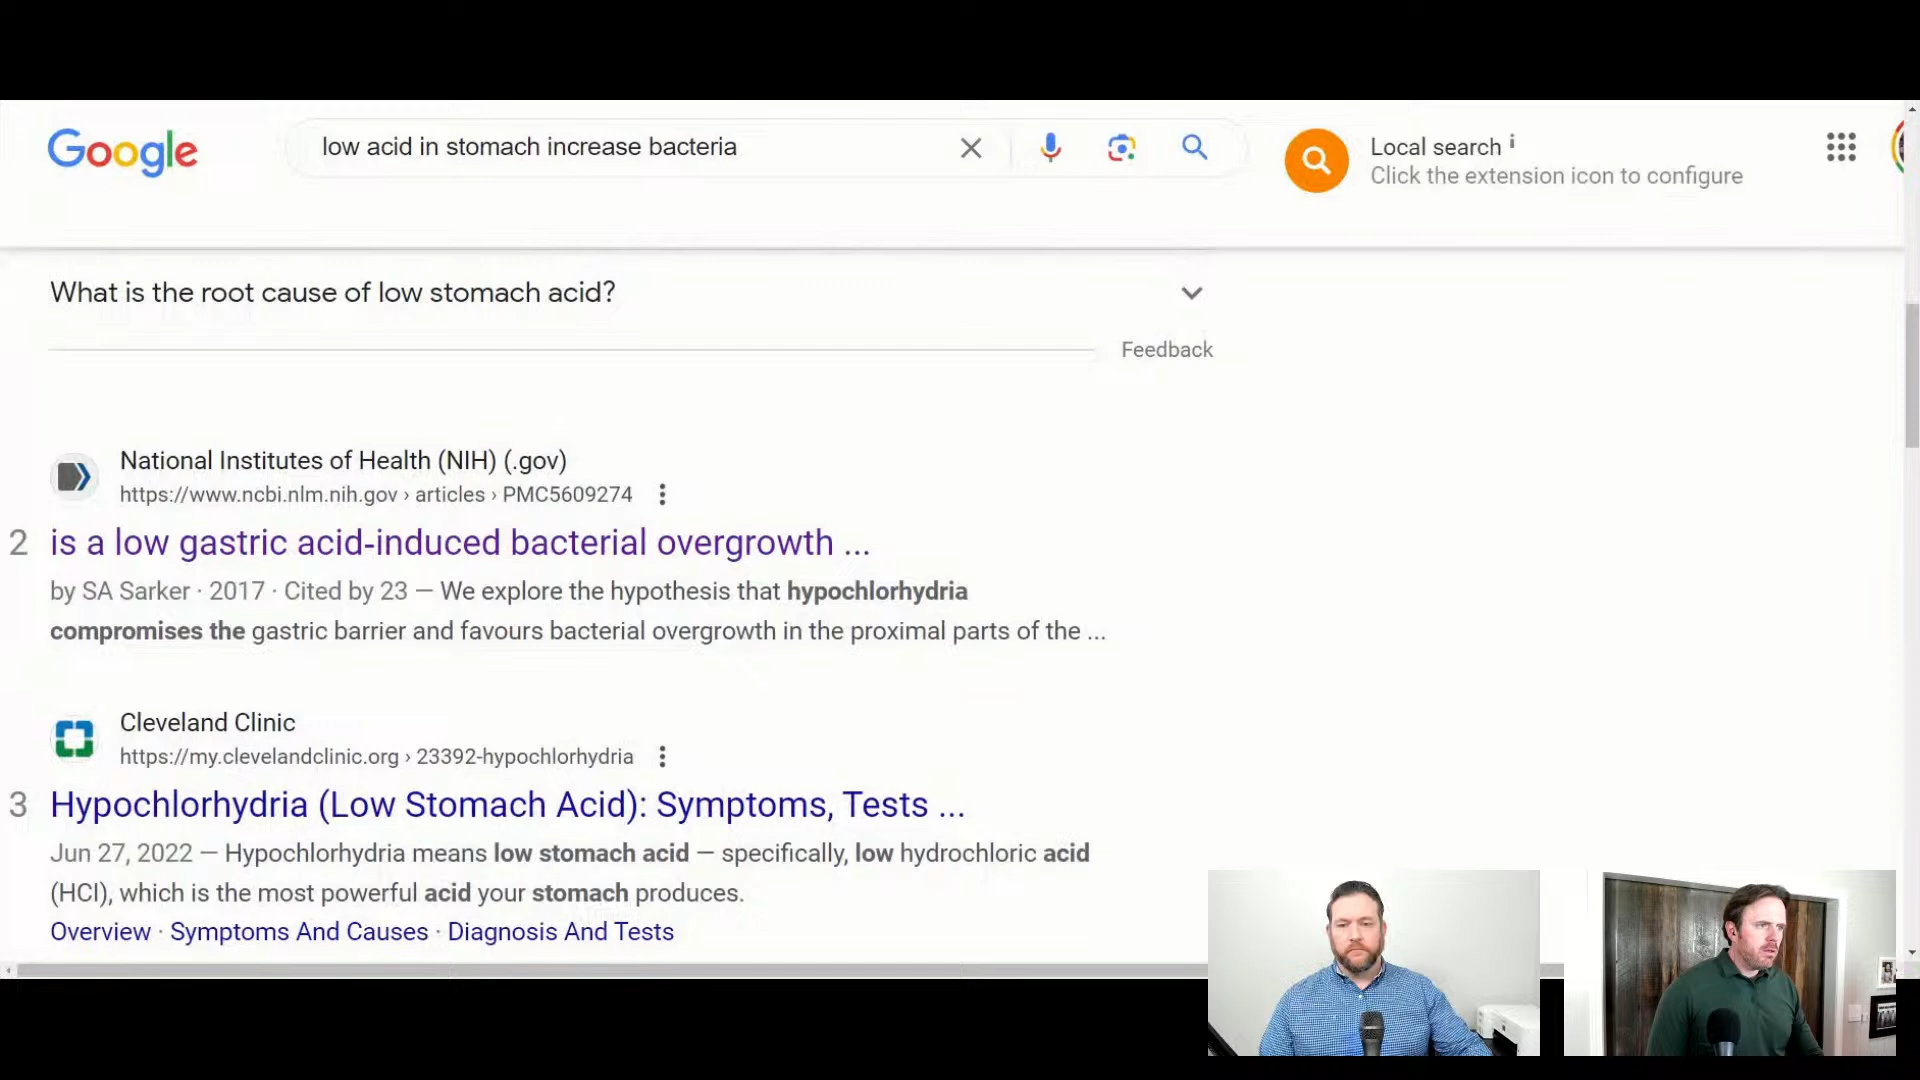 Google
low acid in stomach increase bacteria
Local search i
Click the extension icon to configure
What is the root cause of low stomach acid?
Feedback
National Institutes of Health (NIH) (.gov)
https://www.ncbi.nlm.nih.gov › articles › PMC5609274
2 is a low gastric acid-induced bacterial overgrowth ...
by SA Sarker · 2017 · Cited by 23 — We explore the hypothesis that hypochlorhydria
compromises the gastric barrier and favours bacterial overgrowth in the proximal parts of the ...
Cleveland Clinic
https://my.clevelandclinic.org › 23392-hypochlorhydria
3 Hypochlorhydria (Low Stomach Acid): Symptoms, Tests ...
Jun 27, 2022 — Hypochlorhydria means low stomach acid — specifically, low hydrochloric acid
(HCl), which is the most powerful acid your stomach produces.
Overview · Symptoms And Causes · Diagnosis And Tests